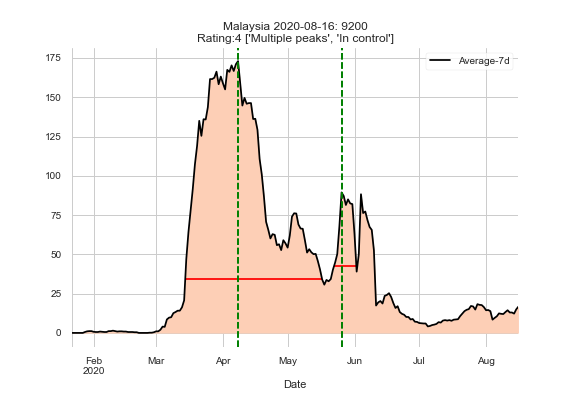 Malaysia 2020-08-16: 9200
Rating:4 ['Multiple peaks', 'In control']
Average-7d
175
150
125
100
75
50
25
0
Feb Mar Apr May Jun Jul Aug
2020
Date